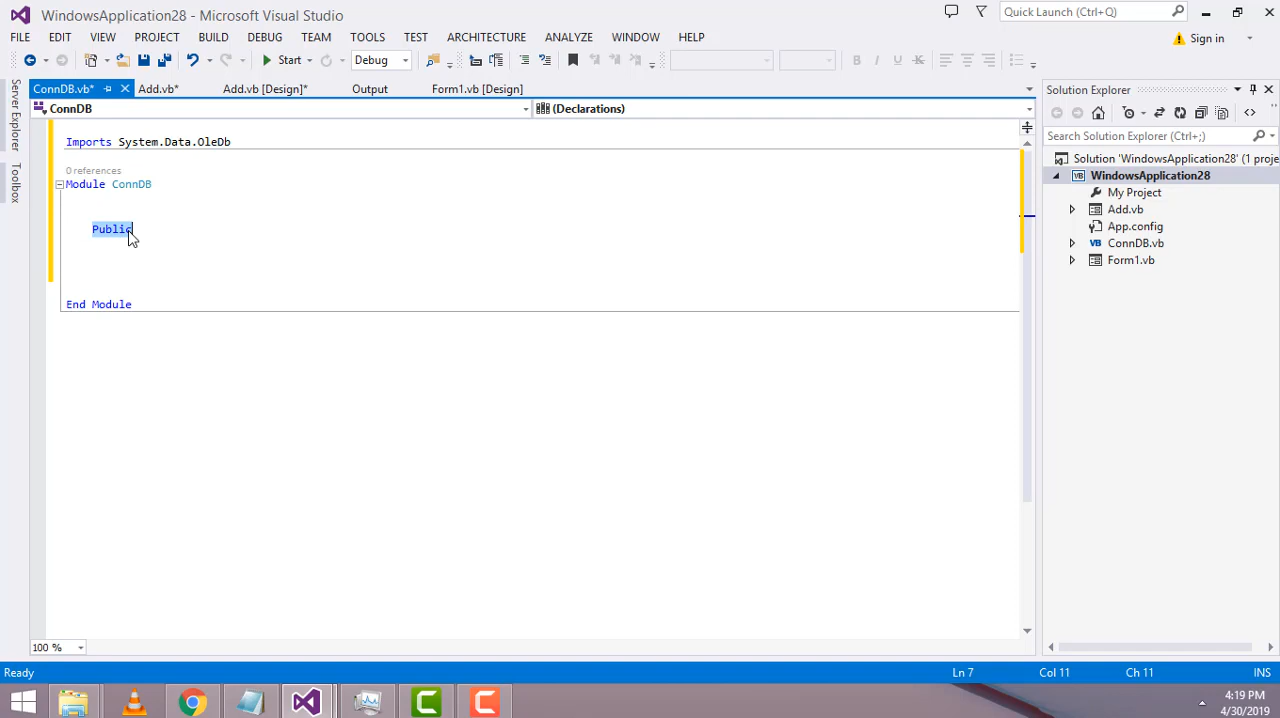 WindowsApplication28 - Microsoft Visual Studio
Quick Launch (Ctrl+Q)
FILE EDIT VIEW PROJECT BUILD DEBUG TEAM TOOLS TEST ARCHITECTURE ANALYZE WINDOW HELP
Sign in
Start Debug
ConnDB.vb* Add.vb* Add.vb [Design]* Output Form1.vb [Design]
ConnDB (Declarations)
Server Explorer
Toolbox
Imports System.Data.OleDb
0 references
Module ConnDB
Public
End Module
100 %
Solution Explorer
Search Solution Explorer (Ctrl+;)
Solution 'WindowsApplication28' (1 proje
WindowsApplication28
My Project
Add.vb
App.config
ConnDB.vb
Form1.vb
Ready Ln 7 Col 11 Ch 11 INS
4:19 PM
4/30/2019